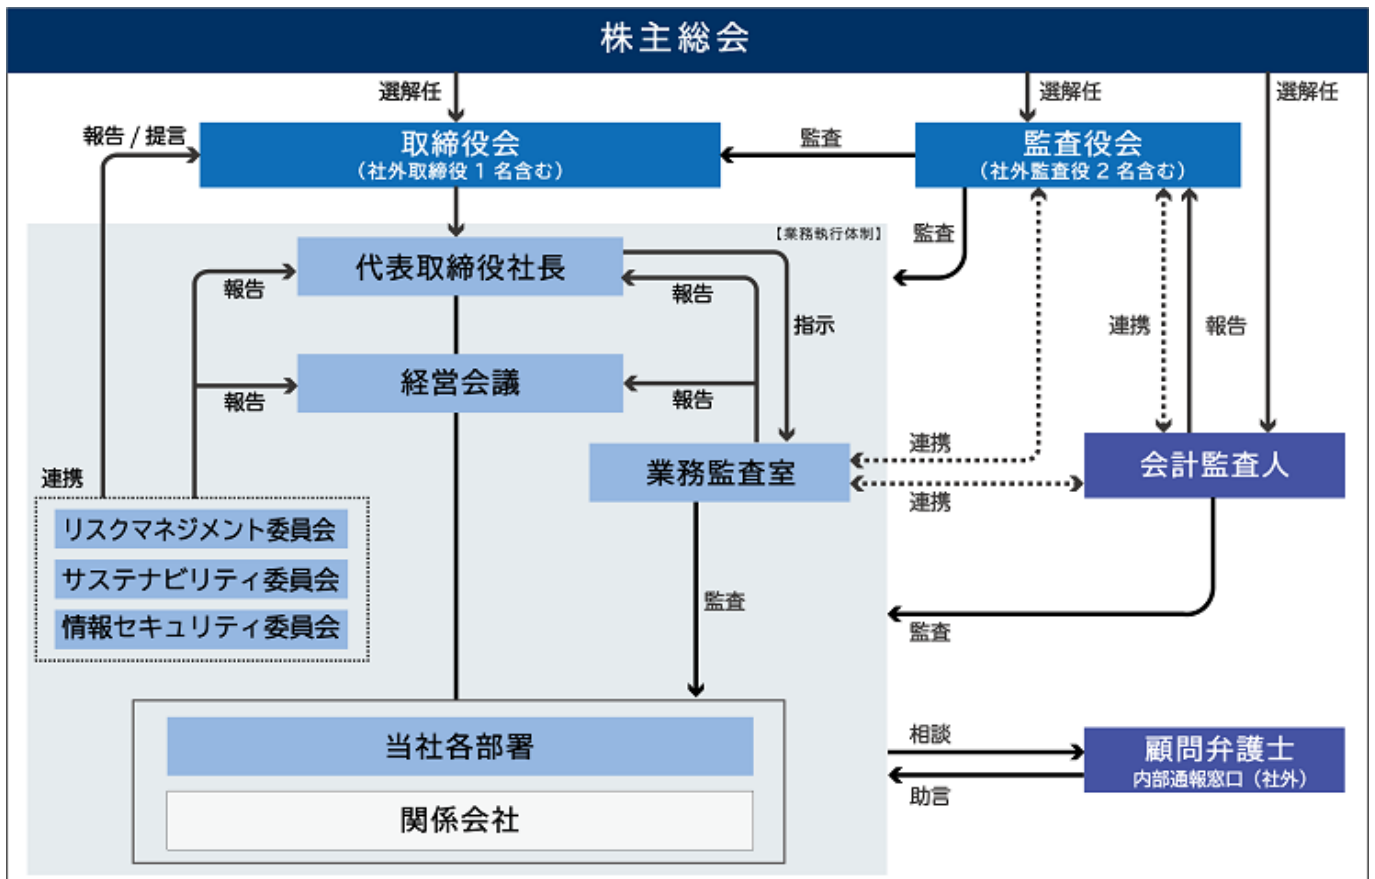 株主総会
選解任
選解任
選解任
報告 / 提言
取締役会
（社外取締役 1 名含む）
監査
監査役会
（社外監査役 2 名含む）
【業務執行体制】
監査
代表取締役社長
報告
報告
指示
連携
報告
経営会議
報告
報告
連携
業務監査室
連携
会計監査人
連携
リスクマネジメント委員会
サステナビリティ委員会
情報セキュリティ委員会
監査
監査
当社各部署
関係会社
相談
助言
顧問弁護士
内部通報窓口（社外）